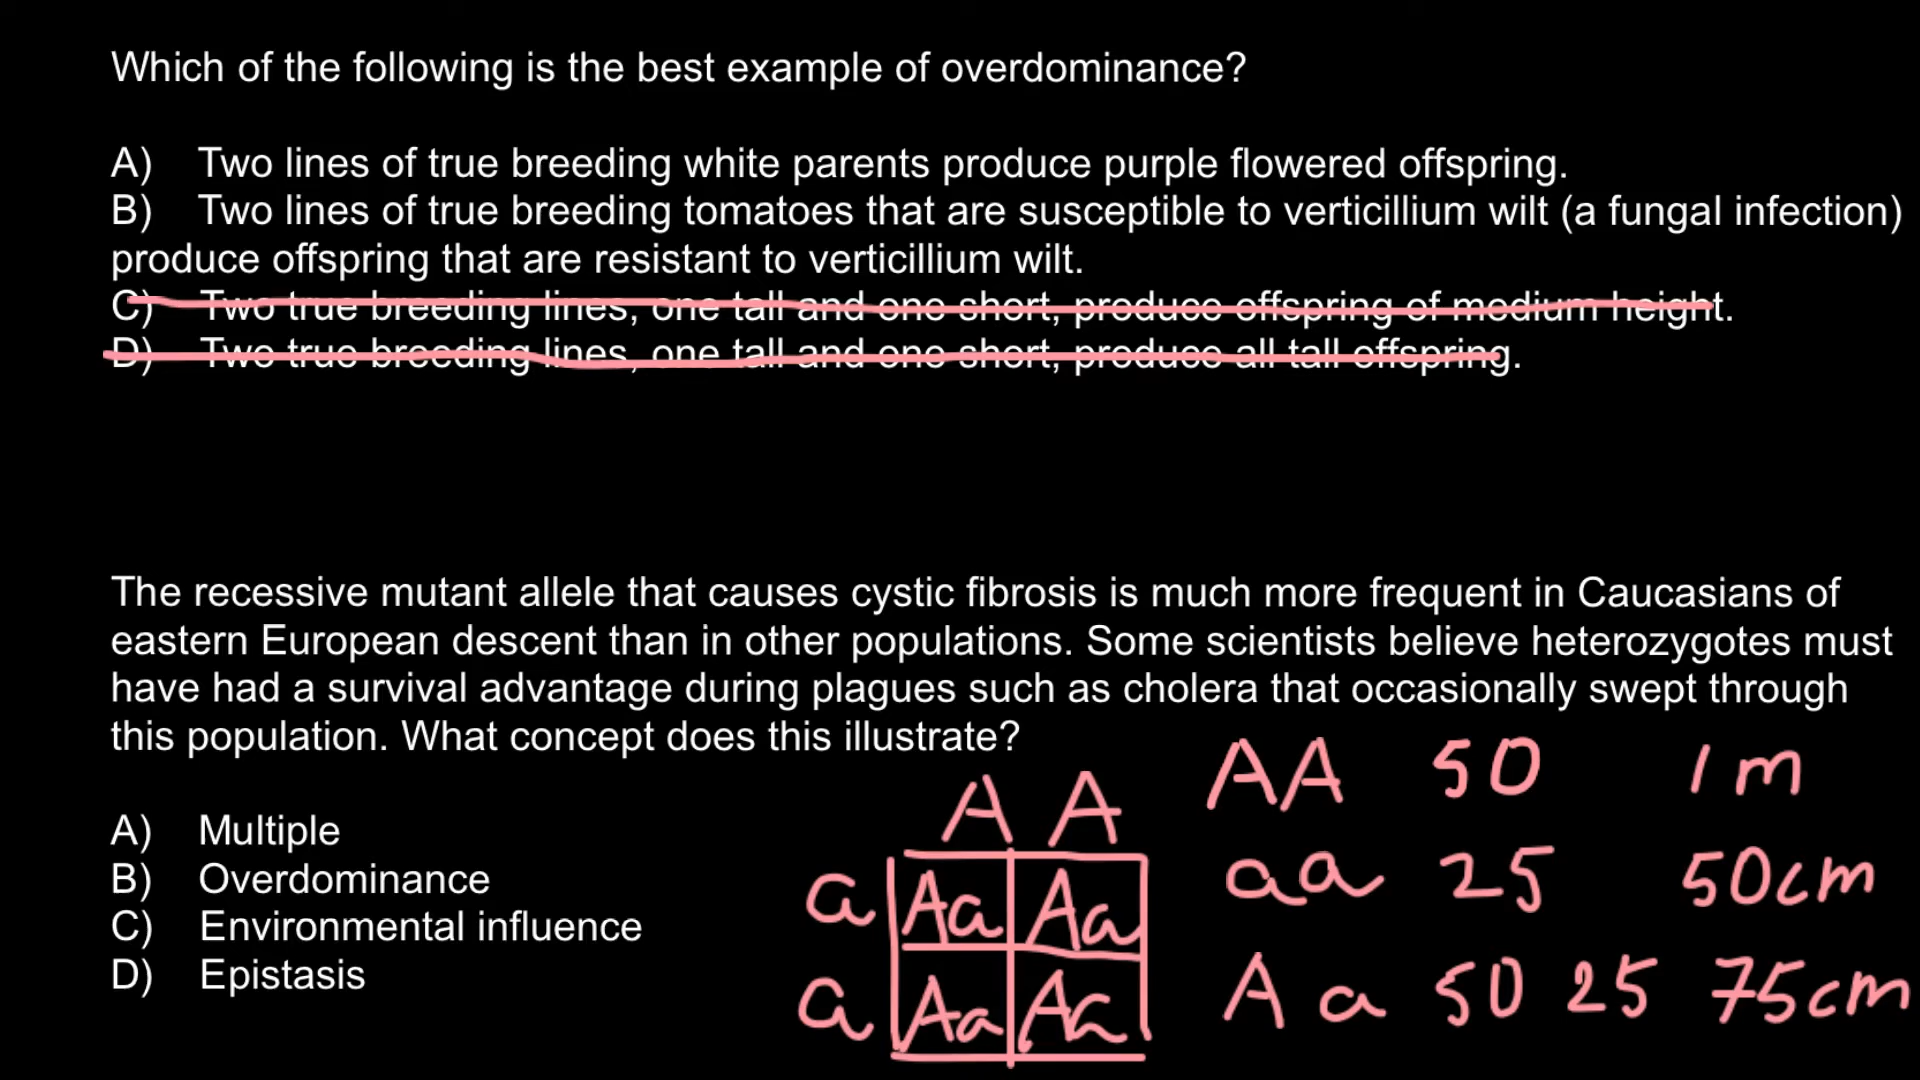 Which of the following is the best example of overdominance?
A) Two lines of true breeding white parents produce purple flowered offspring.
B) Two lines of true breeding tomatoes that are susceptible to verticillium wilt (a fungal infection)
produce offspring that are resistant to verticillium wilt.
C) Two true breeding lines, one tall and one short, produce offspring of medium height.
D) Two true breeding lines, one tall and one short, produce all tall offspring.
The recessive mutant allele that causes cystic fibrosis is much more frequent in Caucasians of
eastern European descent than in other populations. Some scientists believe heterozygotes must
have had a survival advantage during plagues such as cholera that occasionally swept through
this population. What concept does this illustrate?
A) Multiple
B) Overdominance
C) Environmental influence
D) Epistasis
A A
a Aa Aa
a Aa Aa
AA 50 1m
aa 25 50cm
Aa 50 25 75cm